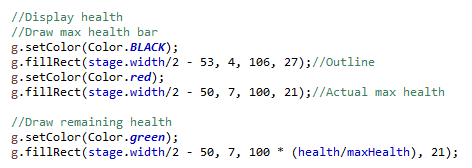 //Display health
//Draw max health bar
g.setColor(Color.BLACK);
g.fillRect(stage.width/2 - 53, 4, 106, 27);//Outline
g.setColor(Color.red);
g.fillRect(stage.width/2 - 50, 7, 100, 21);//Actual max health
//Draw remaining health
g.setColor(Color.green);
g.fillRect(stage.width/2 - 50, 7, 100 * (health/maxHealth), 21);